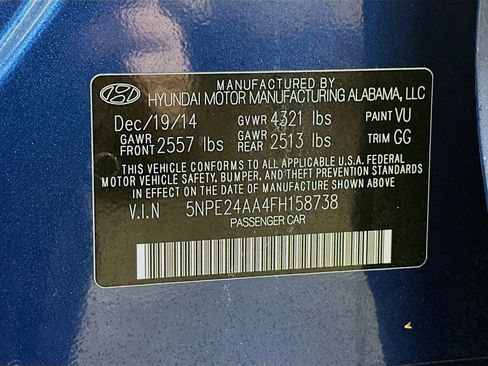 MANUFACTURED BY
HYUNDAI MOTOR MANUFACTURING ALABAMA, LLC
Dec/19/14 GVWR 4321 lbs PAINT VU
GAWR FRONT 2557 lbs GAWR REAR 2513 lbs TRIM GG
THIS VEHICLE CONFORMS TO ALL APPLICABLE U.S.A. FEDERAL
MOTOR VEHICLE SAFETY, BUMPER, AND THEFT PREVENTION STANDARDS
IN EFFECT ON THE DATE OF MANUFACTURE SHOWN ABOVE.
V.I.N 5NPE24AA4FH158738
PASSENGER CAR